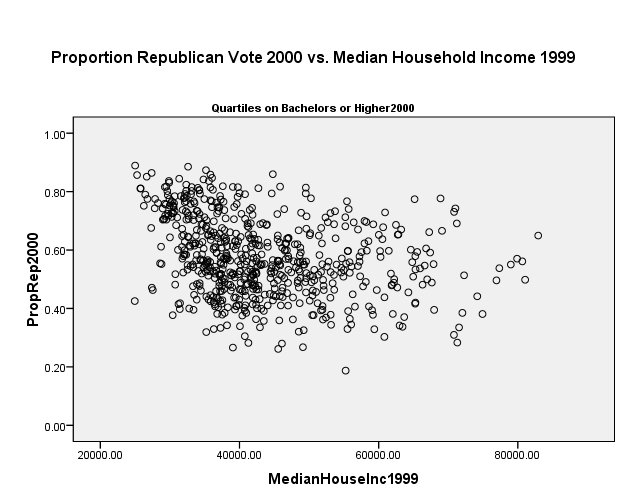 Proportion Republican Vote 2000 vs. Median Household Income 1999
Quartiles on Bachelors or Higher2000
1.00
0.80
0.60
0.40
0.20
0.00
PropRep2000
20000.00 40000.00 60000.00 80000.00
MedianHouseInc1999